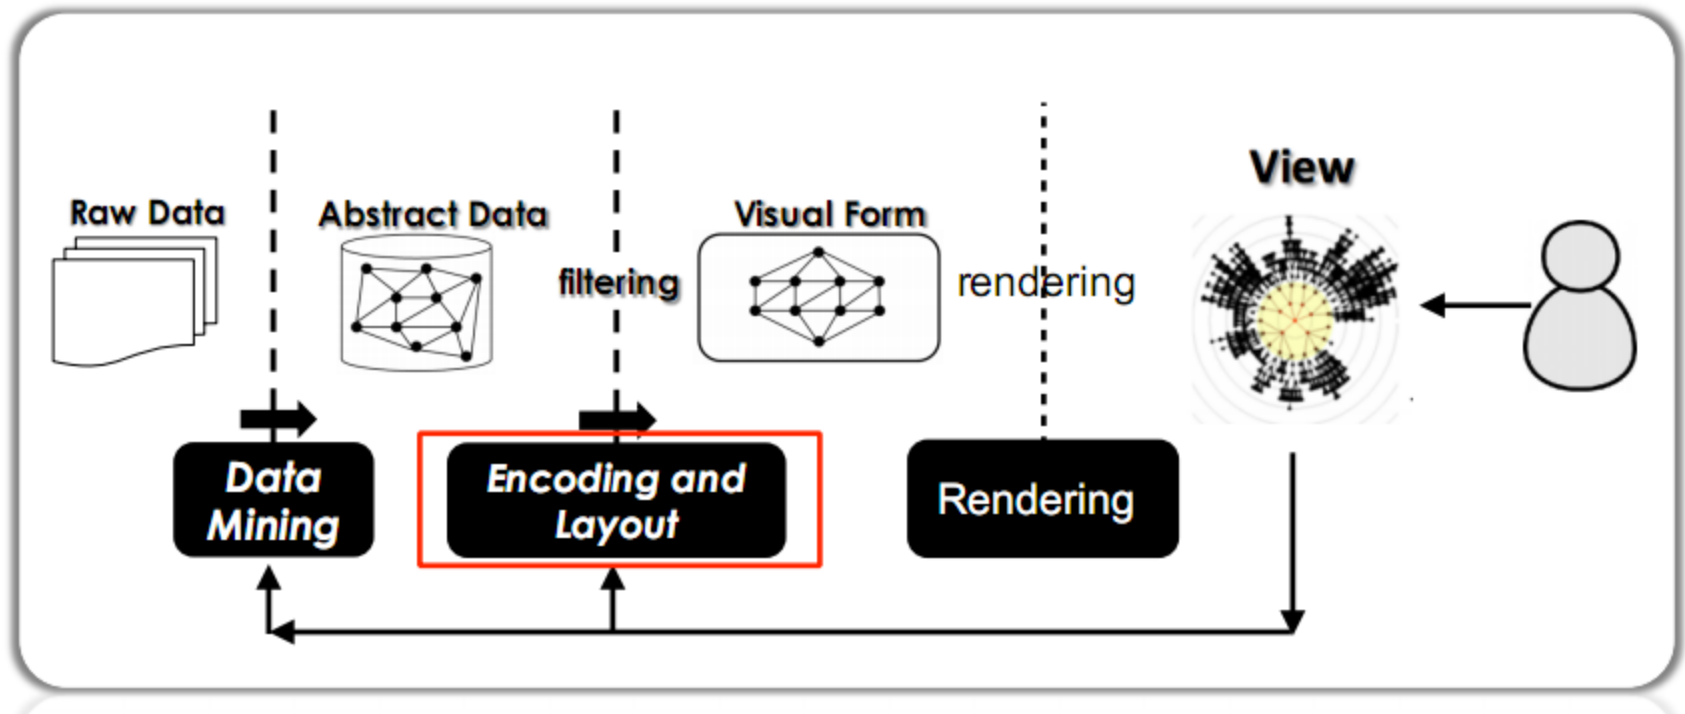 View
Raw Data
Abstract Data
Visual Form
filtering
rendering
Data
Mining
Encoding and
Layout
Rendering